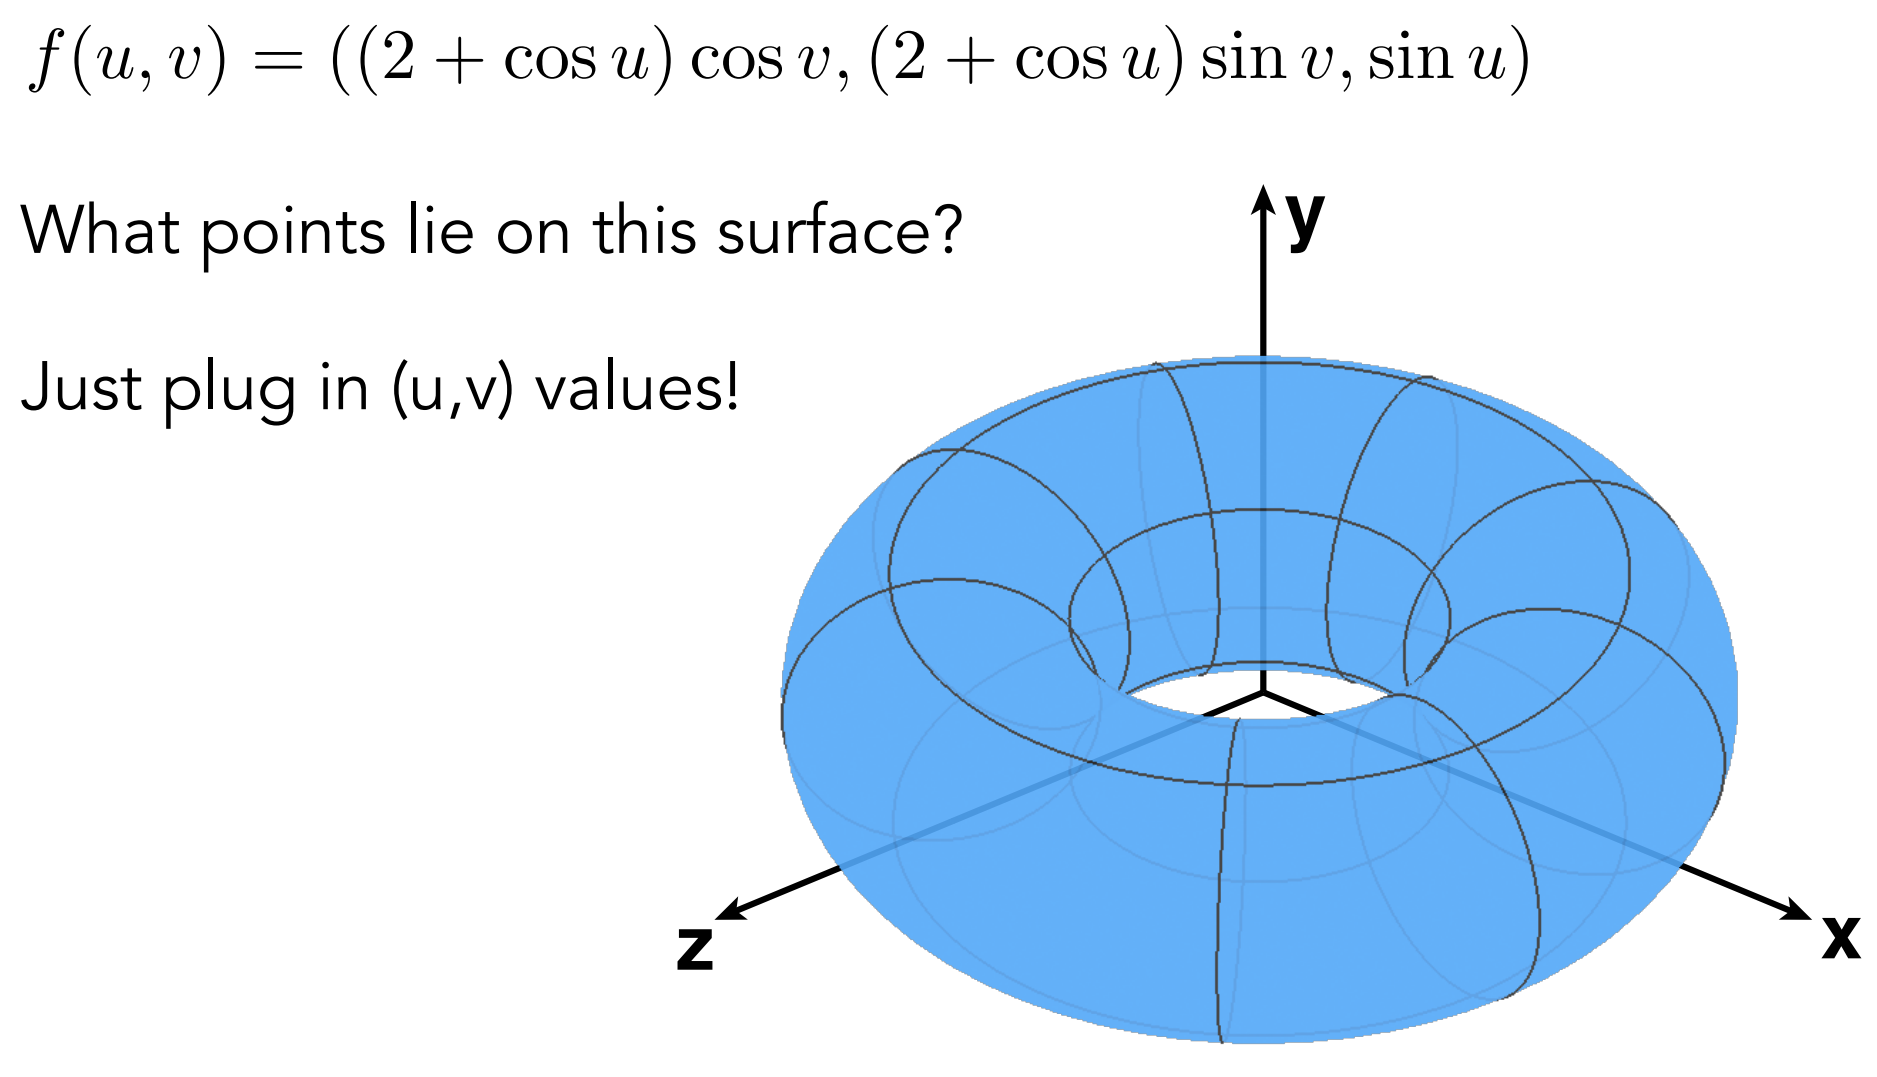 f(u, v) = ((2 + cos u) cos v, (2 + cos u) sin v, sin u)
What points lie on this surface?
Just plug in (u,v) values!
y
z
x